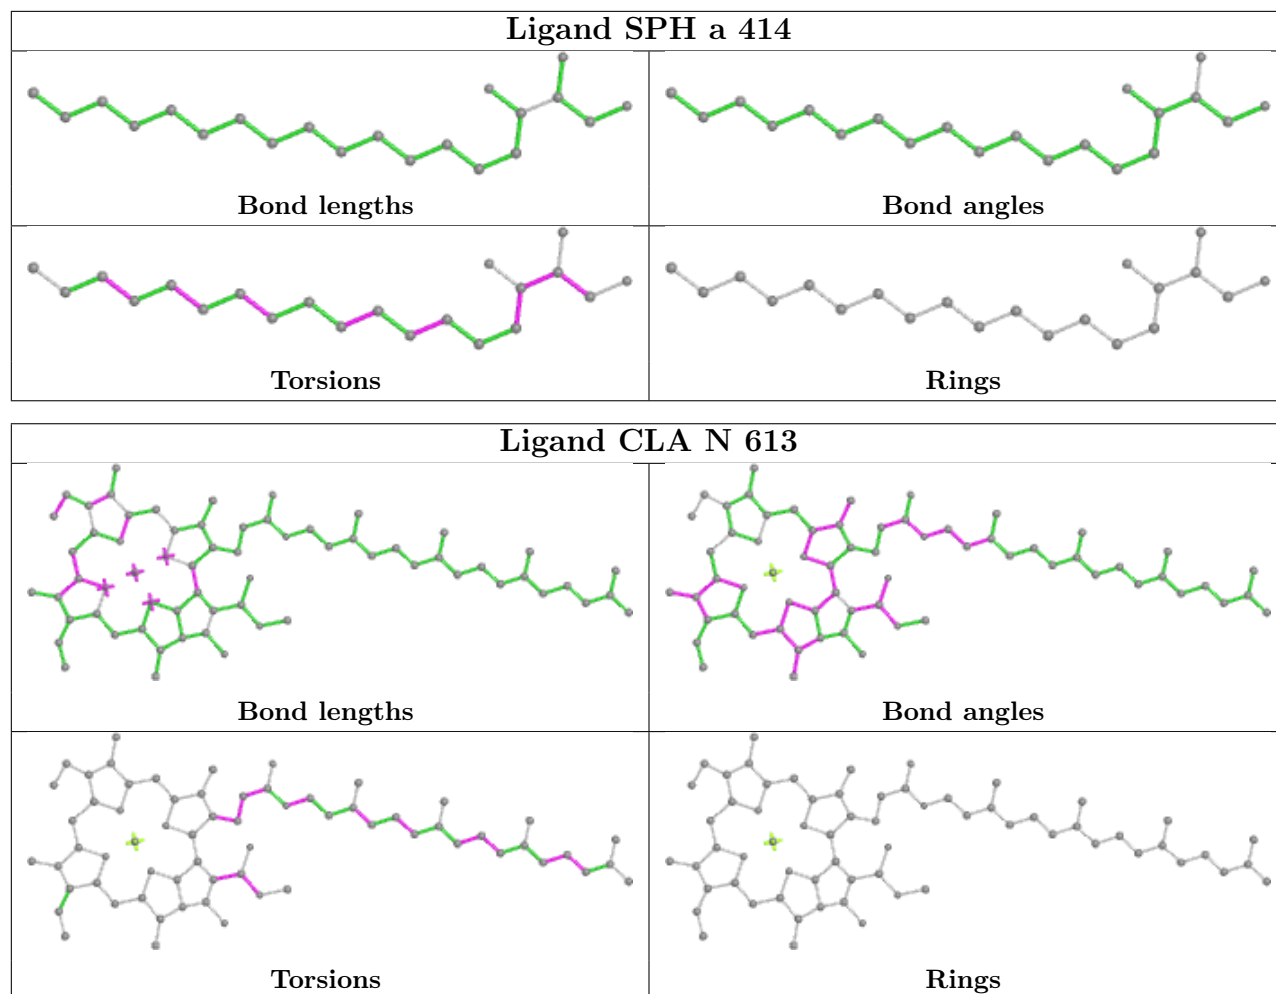 Ligand SPH a 414
Bond lengths
Bond angles
Torsions
Rings
Ligand CLA N 613
Bond lengths
Bond angles
Torsions
Rings